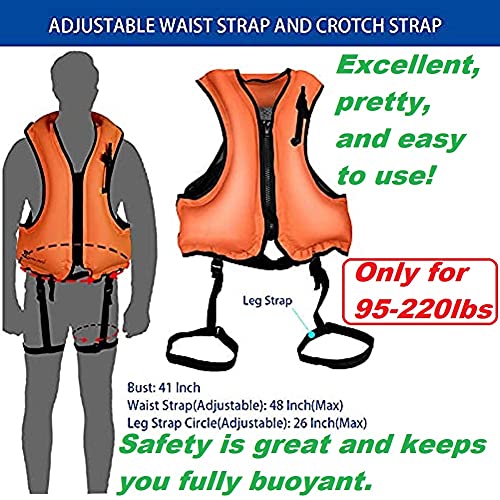 ADJUSTABLE WAIST STRAP AND CROTCH STRAP
Excellent,
pretty,
and easy
to use!
Only for
95-220lbs
Leg Strap
Bust: 41 Inch
Waist Strap(Adjustable): 48 Inch(Max)
Leg Strap Circle(Adjustable): 26 Inch(Max)
Safety is great and keeps
you fully buoyant.